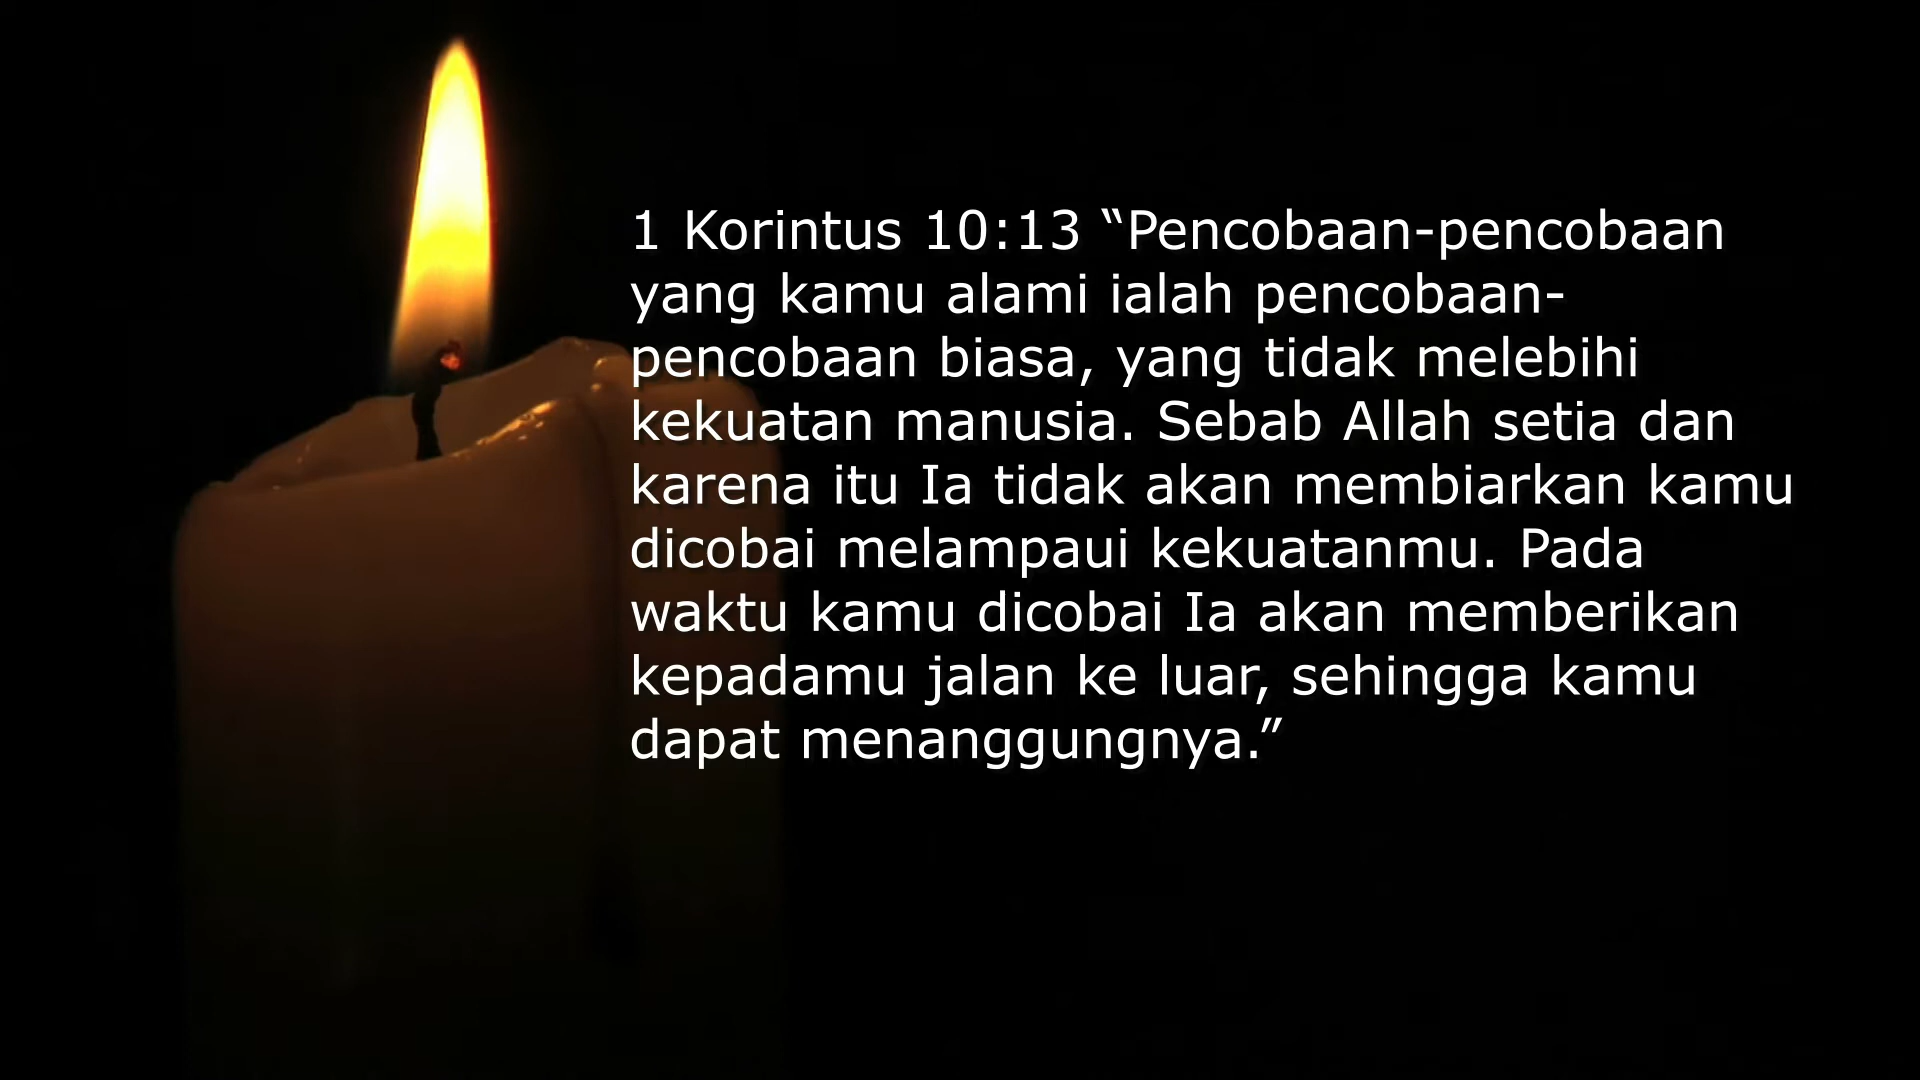 1 Korintus 10:13 “Pencobaan-pencobaan
yang kamu alami ialah pencobaan-
pencobaan biasa, yang tidak melebihi
kekuatan manusia. Sebab Allah setia dan
karena itu Ia tidak akan membiarkan kamu
dicobai melampaui kekuatanmu. Pada
waktu kamu dicobai Ia akan memberikan
kepadamu jalan ke luar, sehingga kamu
dapat menanggungnya.”